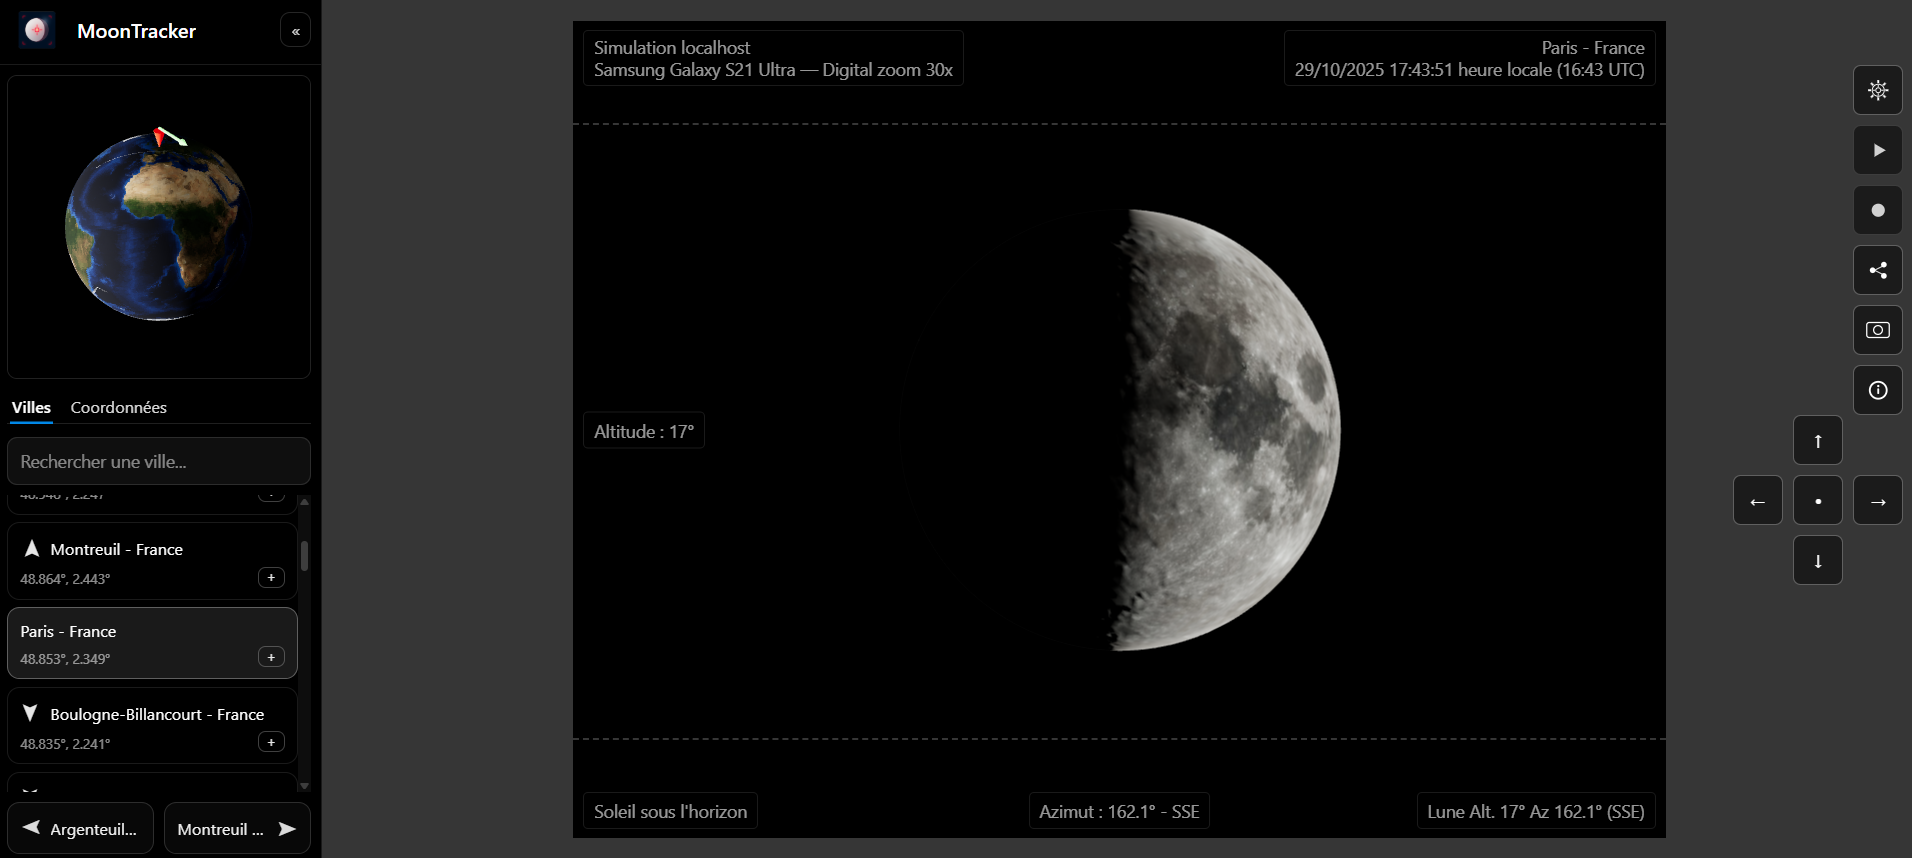 MoonTracker
«
Villes
Coordonnées
Rechercher une ville...
Montreuil - France
48.864°, 2.443°
+
Paris - France
48.853°, 2.349°
+
Boulogne-Billancourt - France
48.835°, 2.241°
+
Argenteuil...
Montreuil ...
Simulation localhost
Samsung Galaxy S21 Ultra — Digital zoom 30x
Paris - France
29/10/2025 17:43:51 heure locale (16:43 UTC)
Altitude : 17°
Soleil sous l'horizon
Azimut : 162.1° - SSE
Lune Alt. 17° Az 162.1° (SSE)
↑
←
•
→
↓